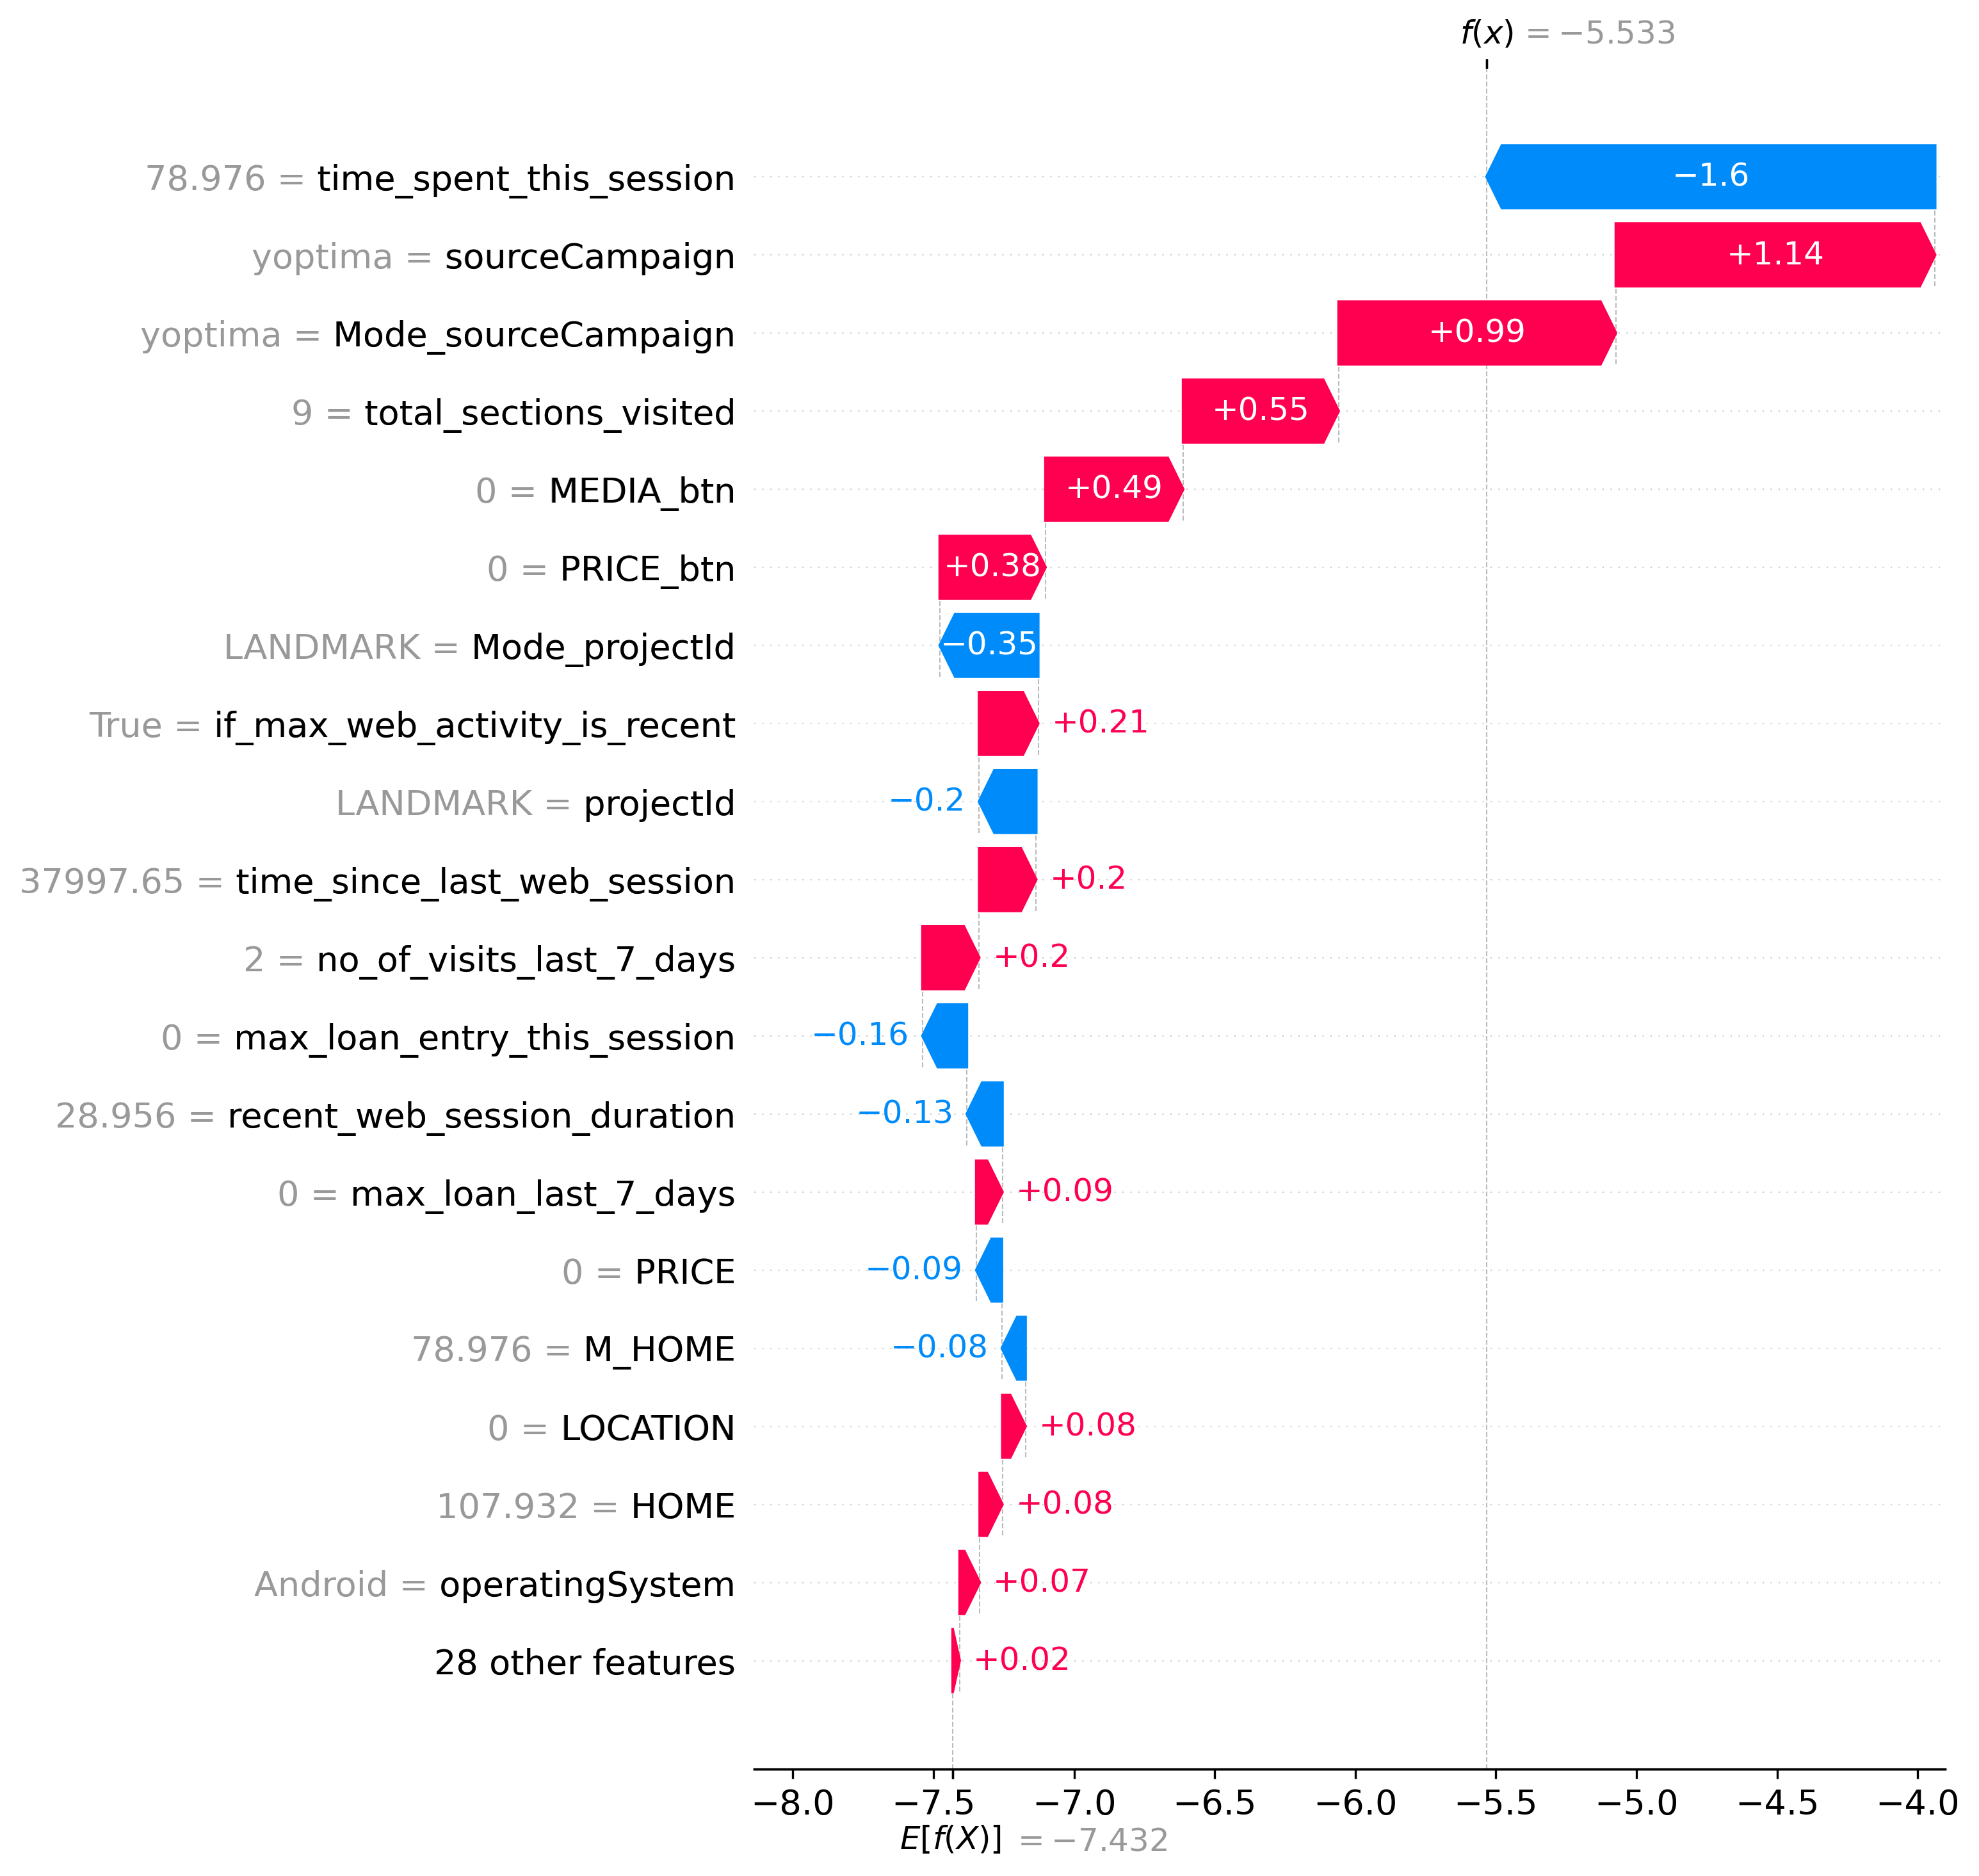 f(x) = −5.533
78.976 = time_spent_this_session −1.6
yoptima = sourceCampaign +1.14
yoptima = Mode_sourceCampaign +0.99
9 = total_sections_visited +0.55
0 = MEDIA_btn +0.49
0 = PRICE_btn +0.38
LANDMARK = Mode_projectId −0.35
True = if_max_web_activity_is_recent +0.21
LANDMARK = projectId −0.2
37997.65 = time_since_last_web_session +0.2
2 = no_of_visits_last_7_days +0.2
0 = max_loan_entry_this_session −0.16
28.956 = recent_web_session_duration −0.13
0 = max_loan_last_7_days +0.09
0 = PRICE −0.09
78.976 = M_HOME −0.08
0 = LOCATION +0.08
107.932 = HOME +0.08
Android = operatingSystem +0.07
28 other features +0.02
−8.0 −7.5 −7.0 −6.5 −6.0 −5.5 −5.0 −4.5 −4.0
E[f(X)] = −7.432